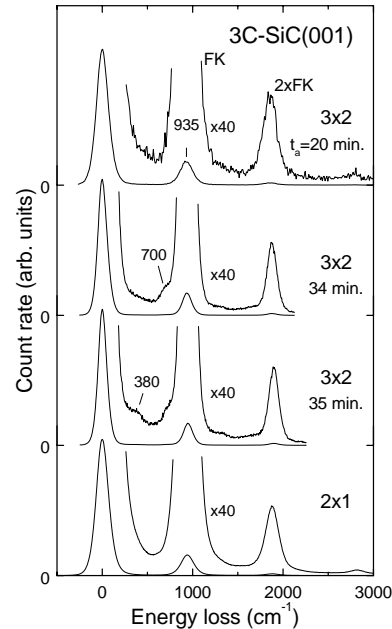 3C-SiC(001)
FK
2xFK
935
x40
3x2
tₐ=20 min.
0
700
x40
3x2
34 min.
0
380
x40
3x2
35 min.
0
x40
2x1
0
0 1000 2000 3000
Energy loss (cm⁻¹)
Count rate (arb. units)